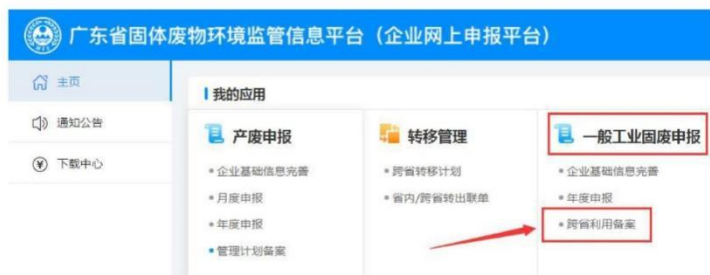 广东省固体废物环境监管信息平台（企业网上申报平台）
主页
通知公告
下载中心
我的应用
产废申报
企业基础信息完善
月度申报
年度申报
管理计划备案
转移管理
跨省转移计划
省内/跨省转出联单
一般工业固废申报
企业基础信息完善
年度申报
跨省利用备案